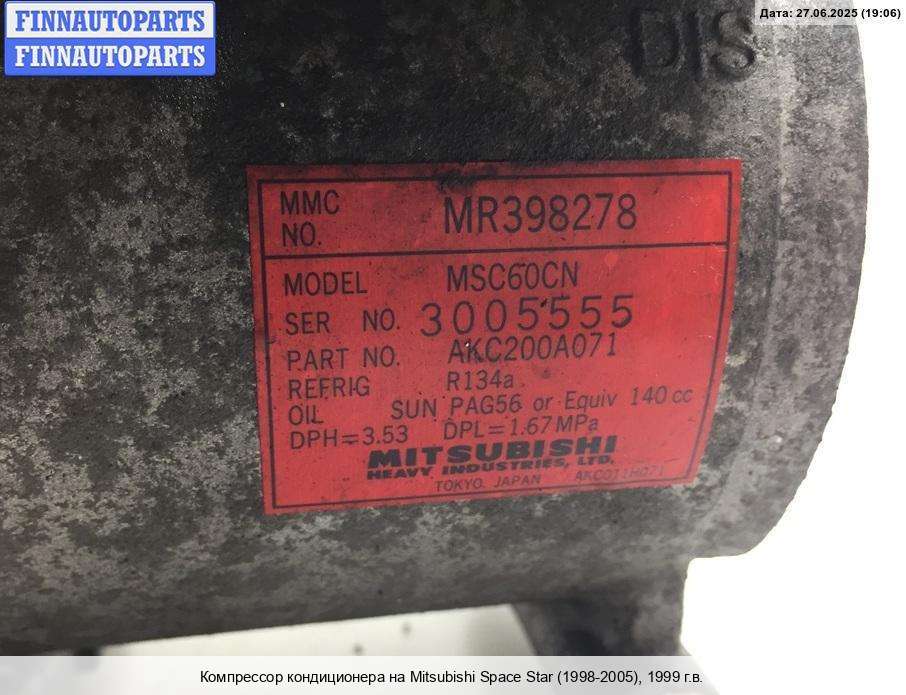 FINNAUTOPARTS
FINNAUTOPARTS
Дата: 27.06.2025 (19:06)
DIS
MMC NO. MR398278
MODEL MSC60CN
SER NO. 3005555
PART NO. AKC200A071
REFRIG R134a
OIL SUN PAG56 or Equiv 140 cc
DPH=3.53 DPL=1.67 MPa
MITSUBISHI
HEAVY INDUSTRIES, LTD.
TOKYO JAPAN AKC011H071
Компрессор кондиционера на Mitsubishi Space Star (1998-2005), 1999 г.в.